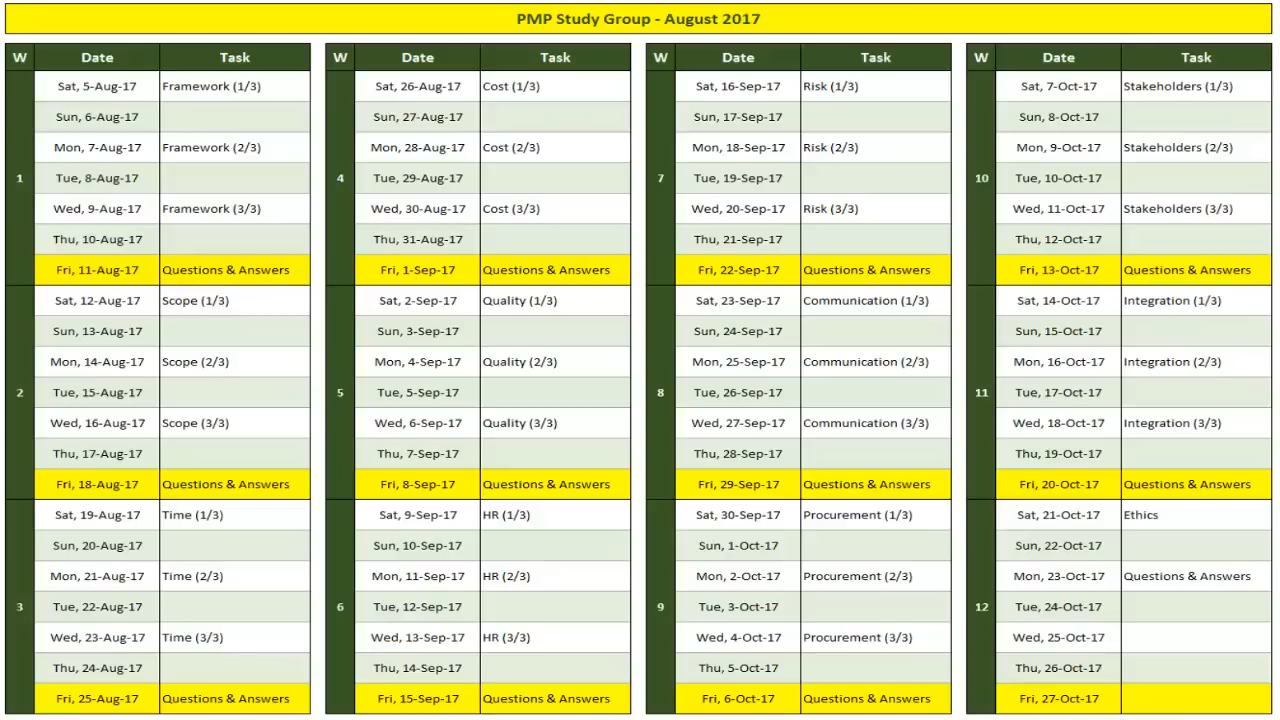 PMP Study Group - August 2017
W Date Task
1
Sat, 5-Aug-17 Framework (1/3)
Sun, 6-Aug-17
Mon, 7-Aug-17 Framework (2/3)
Tue, 8-Aug-17
Wed, 9-Aug-17 Framework (3/3)
Thu, 10-Aug-17
Fri, 11-Aug-17 Questions & Answers
2
Sat, 12-Aug-17 Scope (1/3)
Sun, 13-Aug-17
Mon, 14-Aug-17 Scope (2/3)
Tue, 15-Aug-17
Wed, 16-Aug-17 Scope (3/3)
Thu, 17-Aug-17
Fri, 18-Aug-17 Questions & Answers
3
Sat, 19-Aug-17 Time (1/3)
Sun, 20-Aug-17
Mon, 21-Aug-17 Time (2/3)
Tue, 22-Aug-17
Wed, 23-Aug-17 Time (3/3)
Thu, 24-Aug-17
Fri, 25-Aug-17 Questions & Answers
W Date Task
4
Sat, 26-Aug-17 Cost (1/3)
Sun, 27-Aug-17
Mon, 28-Aug-17 Cost (2/3)
Tue, 29-Aug-17
Wed, 30-Aug-17 Cost (3/3)
Thu, 31-Aug-17
Fri, 1-Sep-17 Questions & Answers
5
Sat, 2-Sep-17 Quality (1/3)
Sun, 3-Sep-17
Mon, 4-Sep-17 Quality (2/3)
Tue, 5-Sep-17
Wed, 6-Sep-17 Quality (3/3)
Thu, 7-Sep-17
Fri, 8-Sep-17 Questions & Answers
6
Sat, 9-Sep-17 HR (1/3)
Sun, 10-Sep-17
Mon, 11-Sep-17 HR (2/3)
Tue, 12-Sep-17
Wed, 13-Sep-17 HR (3/3)
Thu, 14-Sep-17
Fri, 15-Sep-17 Questions & Answers
W Date Task
7
Sat, 16-Sep-17 Risk (1/3)
Sun, 17-Sep-17
Mon, 18-Sep-17 Risk (2/3)
Tue, 19-Sep-17
Wed, 20-Sep-17 Risk (3/3)
Thu, 21-Sep-17
Fri, 22-Sep-17 Questions & Answers
8
Sat, 23-Sep-17 Communication (1/3)
Sun, 24-Sep-17
Mon, 25-Sep-17 Communication (2/3)
Tue, 26-Sep-17
Wed, 27-Sep-17 Communication (3/3)
Thu, 28-Sep-17
Fri, 29-Sep-17 Questions & Answers
9
Sat, 30-Sep-17 Procurement (1/3)
Sun, 1-Oct-17
Mon, 2-Oct-17 Procurement (2/3)
Tue, 3-Oct-17
Wed, 4-Oct-17 Procurement (3/3)
Thu, 5-Oct-17
Fri, 6-Oct-17 Questions & Answers
W Date Task
10
Sat, 7-Oct-17 Stakeholders (1/3)
Sun, 8-Oct-17
Mon, 9-Oct-17 Stakeholders (2/3)
Tue, 10-Oct-17
Wed, 11-Oct-17 Stakeholders (3/3)
Thu, 12-Oct-17
Fri, 13-Oct-17 Questions & Answers
11
Sat, 14-Oct-17 Integration (1/3)
Sun, 15-Oct-17
Mon, 16-Oct-17 Integration (2/3)
Tue, 17-Oct-17
Wed, 18-Oct-17 Integration (3/3)
Thu, 19-Oct-17
Fri, 20-Oct-17 Questions & Answers
12
Sat, 21-Oct-17 Ethics
Sun, 22-Oct-17
Mon, 23-Oct-17 Questions & Answers
Tue, 24-Oct-17
Wed, 25-Oct-17
Thu, 26-Oct-17
Fri, 27-Oct-17